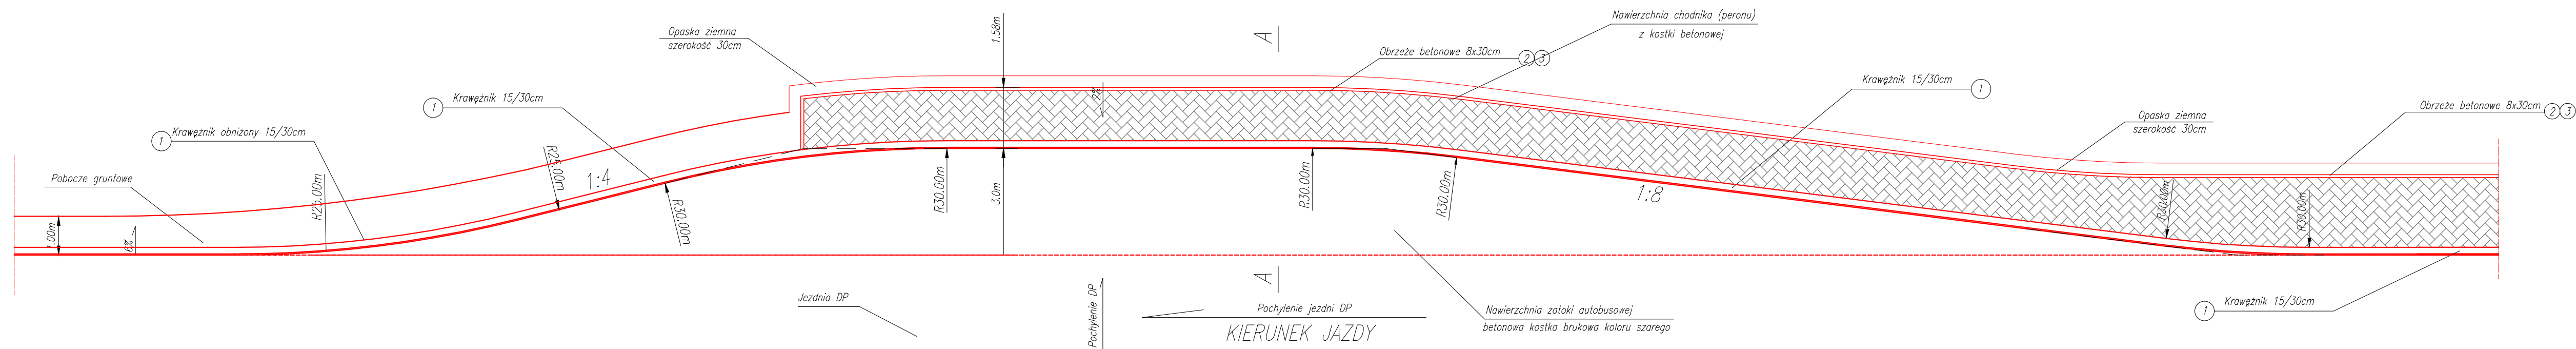 Opaska ziemna
szerokość 30cm
1.58m
A
Nawierzchnia chodnika (peronu)
z kostki betonowej
Obrzeże betonowe 8x30cm 2 3
Krawężnik 15/30cm 1
1 Krawężnik 15/30cm
2%
Obrzeże betonowe 8x30cm 2 3
Opaska ziemna
szerokość 30cm
1 Krawężnik obniżony 15/30cm
Pobocze gruntowe
R25.00m
R25.00m
1:4
R30.00m
R30.00m
3.0m
R30.00m
R30.00m
1:8
R30.00m
R30.00m
1.00m
6%
A
Jezdnia DP
Pochylenie DP
Pochylenie jezdni DP
KIERUNEK JAZDY
Nawierzchnia zatoki autobusowej
betonowa kostka brukowa koloru szarego
1 Krawężnik 15/30cm